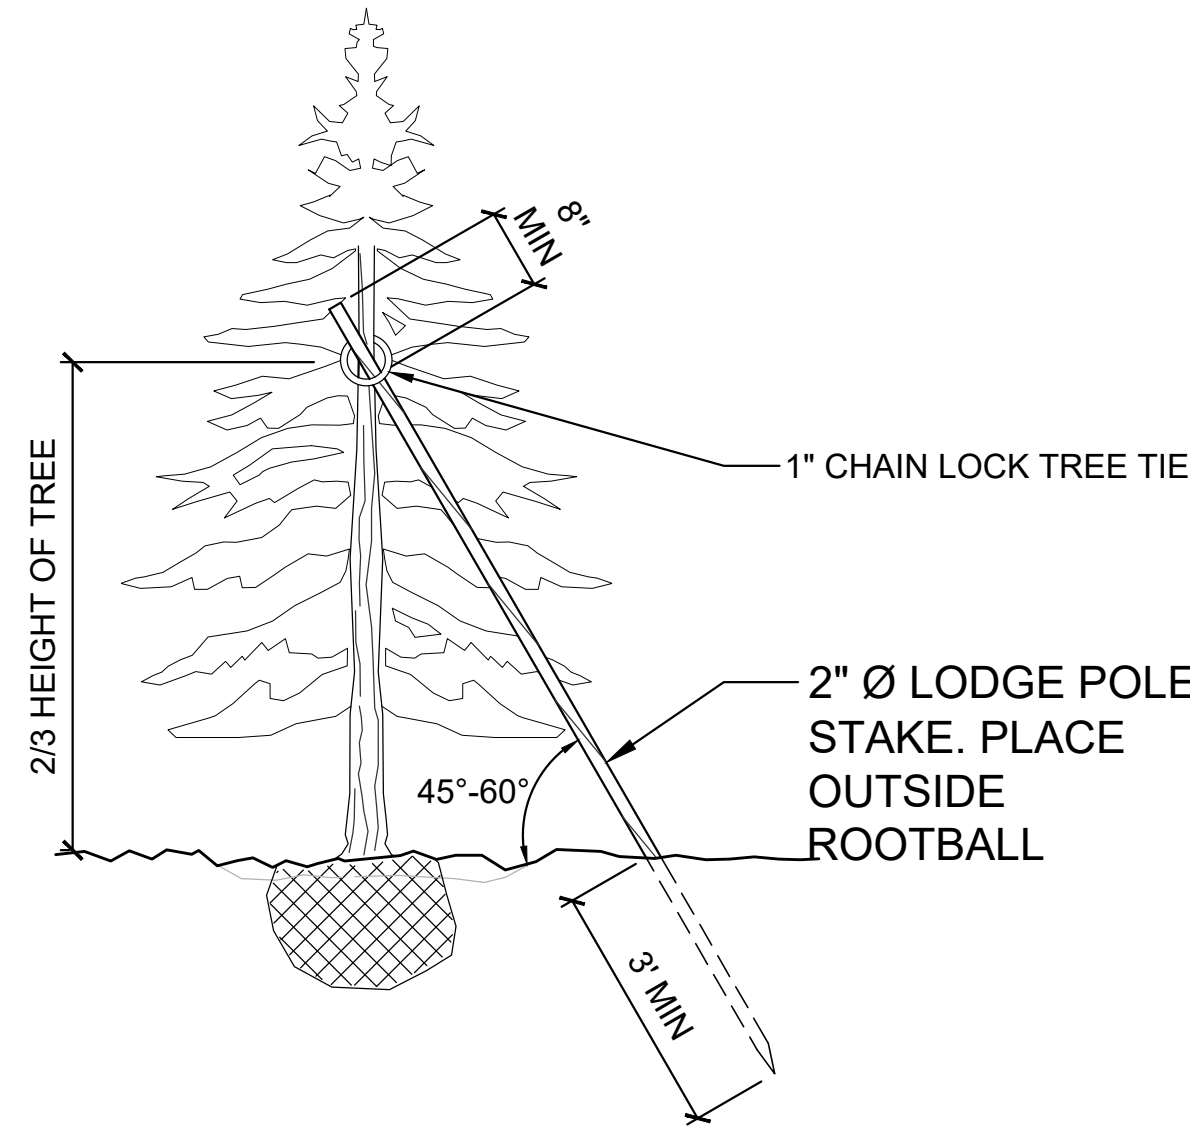 8"
MIN
1" CHAIN LOCK TREE TIE
2/3 HEIGHT OF TREE
2" Ø LODGE POLE
STAKE. PLACE
OUTSIDE
ROOTBALL
45°-60°
3' MIN